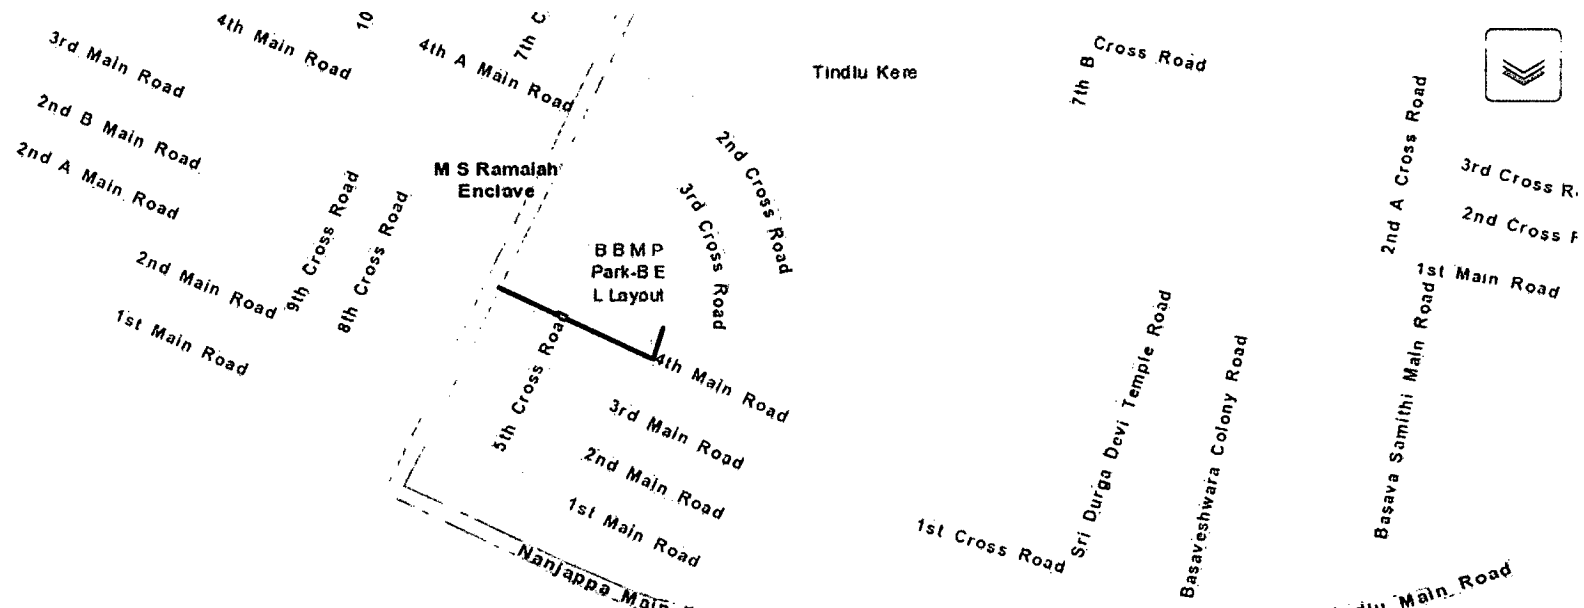 4th Main Road
10
7th C
3rd Main Road
4th A Main Road
Cross Road
7th B
Tindlu Kere
2nd B Main Road
2nd A Cross Road
2nd A Main Road
M S Ramaiah
Enclave
2nd Cross Road
3rd Cross R
9th Cross Road
8th Cross Road
3rd Cross Road
2nd Cross
B B M P
Park-B E
L Layout
2nd Main Road
1st Main Road
1st Main Road
5th Cross Road
4th Main Road
Sri Durga Devi Temple Road
Basaveshwara Colony Road
Basava Samithi Main Road
3rd Main Road
2nd Main Road
1st Main Road
1st Cross Road
Nanjappa Main
Main Road